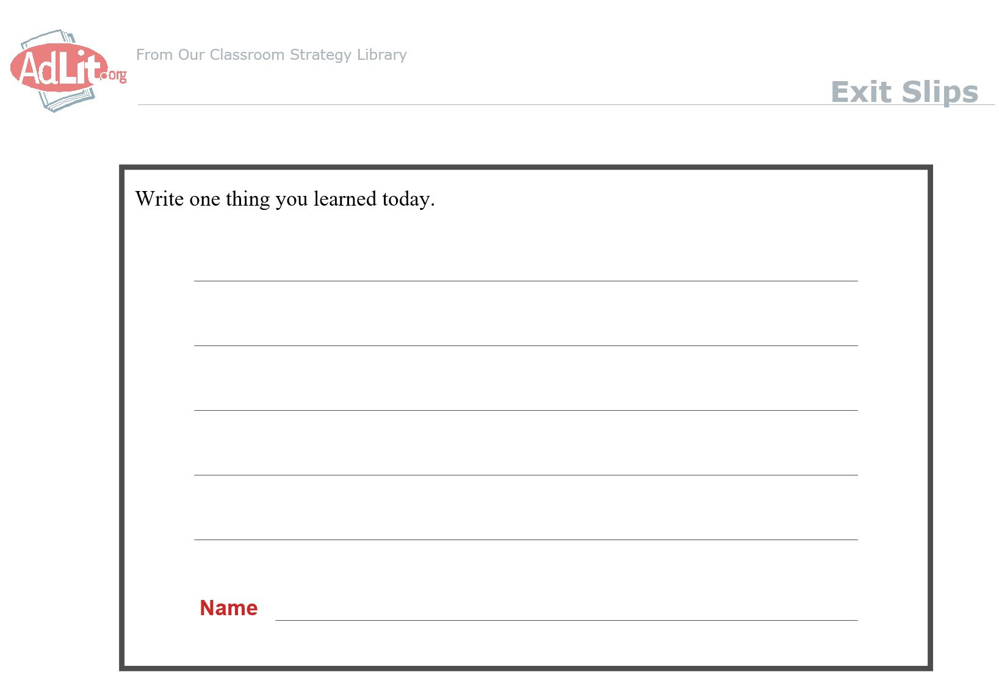 AdLit.org
From Our Classroom Strategy Library
Exit Slips
Write one thing you learned today.
Name